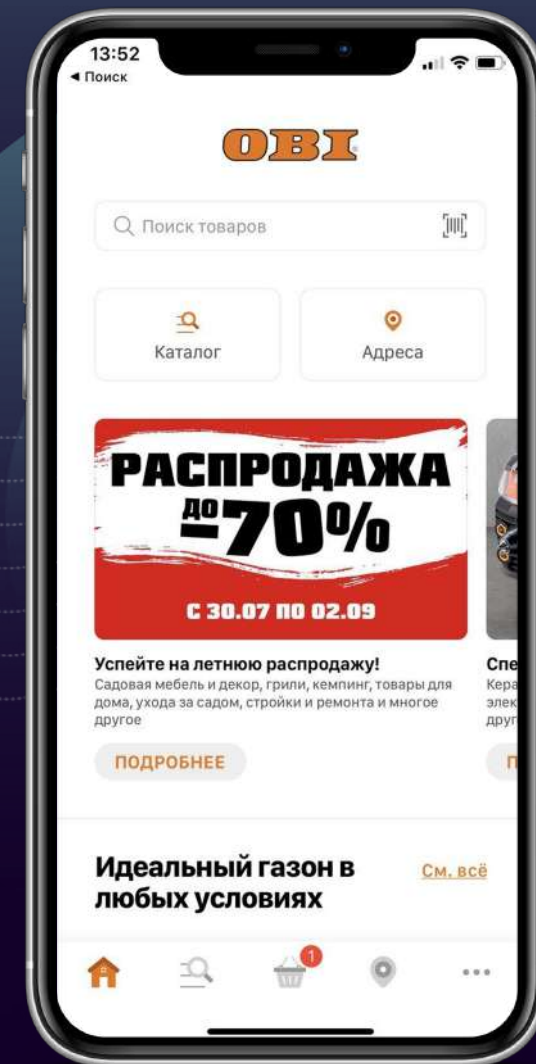 13:52
Поиск
OBI
Поиск товаров
Каталог
Адреса
РАСПРОДАЖА
ДО
-70%
С 30.07 ПО 02.09
Успейте на летнюю распродажу!
Садовая мебель и декор, грили, кемпинг, товары для
дома, ухода за садом, стройки и ремонта и многое
другое
ПОДРОБНЕЕ
Идеальный газон в
любых условиях
См. всё
1